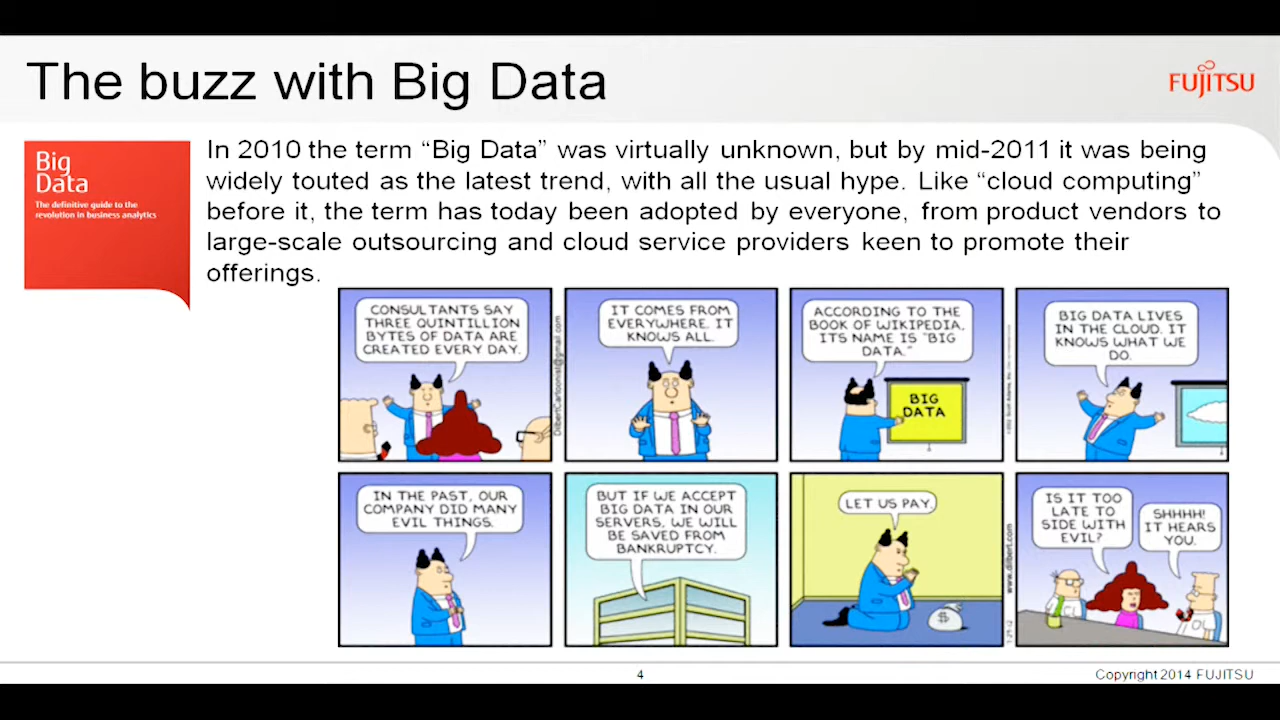 The buzz with Big Data
FUJITSU
Big
Data
The definitive guide to the
revolution in business analytics
In 2010 the term “Big Data” was virtually unknown, but by mid-2011 it was being
widely touted as the latest trend, with all the usual hype. Like “cloud computing”
before it, the term has today been adopted by everyone, from product vendors to
large-scale outsourcing and cloud service providers keen to promote their
offerings.
CONSULTANTS SAY
THREE QUINTILLION
BYTES OF DATA ARE
CREATED EVERY DAY.
DilbertCartoonist@gmail.com
IT COMES FROM
EVERYWHERE. IT
KNOWS ALL.
ACCORDING TO THE
BOOK OF WIKIPEDIA,
ITS NAME IS "BIG
DATA."
BIG
DATA
BIG DATA LIVES
IN THE CLOUD. IT
KNOWS WHAT WE
DO.
IN THE PAST, OUR
COMPANY DID MANY
EVIL THINGS.
BUT IF WE ACCEPT
BIG DATA IN OUR
SERVERS, WE WILL
BE SAVED FROM
BANKRUPTCY.
LET US PAY.
$
www.dilbert.com
IS IT TOO
LATE TO
SIDE WITH
EVIL?
SHHHH!
IT HEARS
YOU.
4
Copyright 2014 FUJITSU